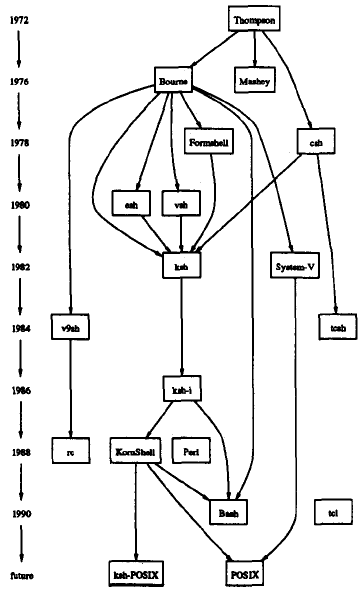 1972 Thompson
1976 Bourne Mashey
1978 Formshell csh
1980 esh vsh
1982 ksh System-V
1984 v9sh tcsh
1986 ksh-i
1988 rc KornShell Perl
1990 Bash tcl
future ksh-POSIX POSIX